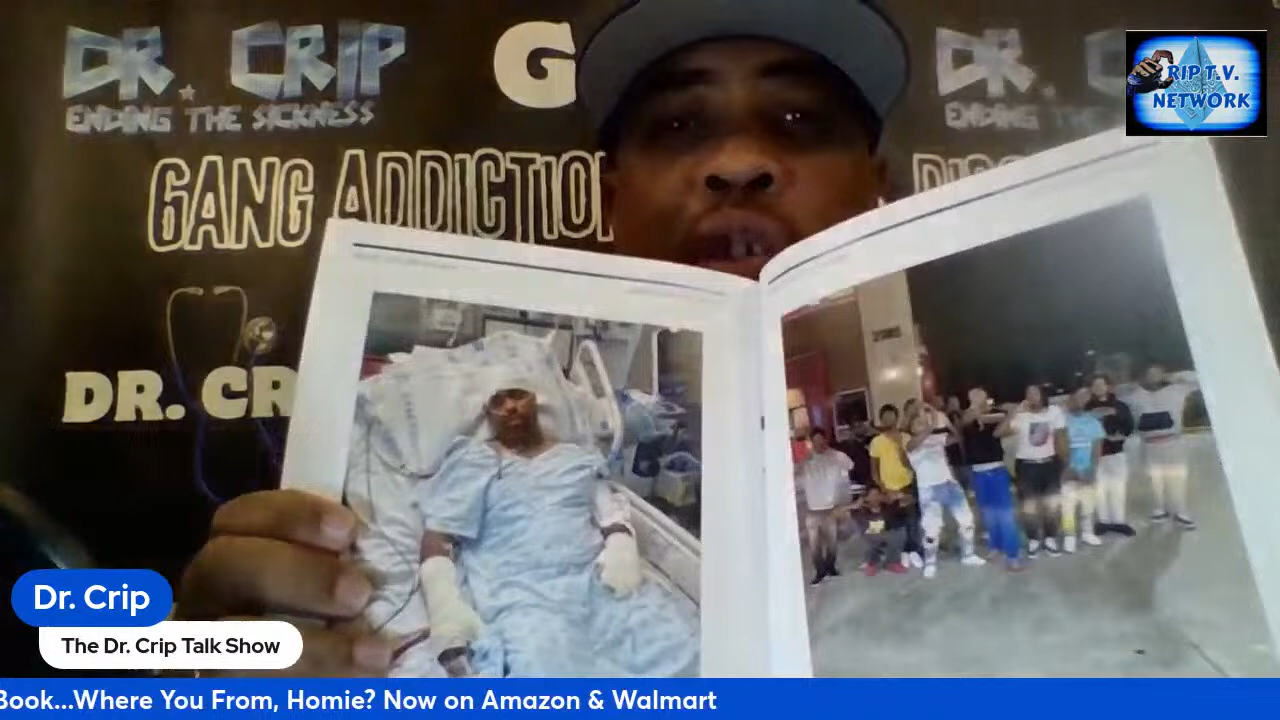 DR. CRIP
ENDING THE SICKNESS
G
DR. C
ENDING THE
RIP T.V.
NETWORK
GANG ADDICTION
DR. CR
Dr. Crip
The Dr. Crip Talk Show
Book...Where You From, Homie? Now on Amazon & Walmart